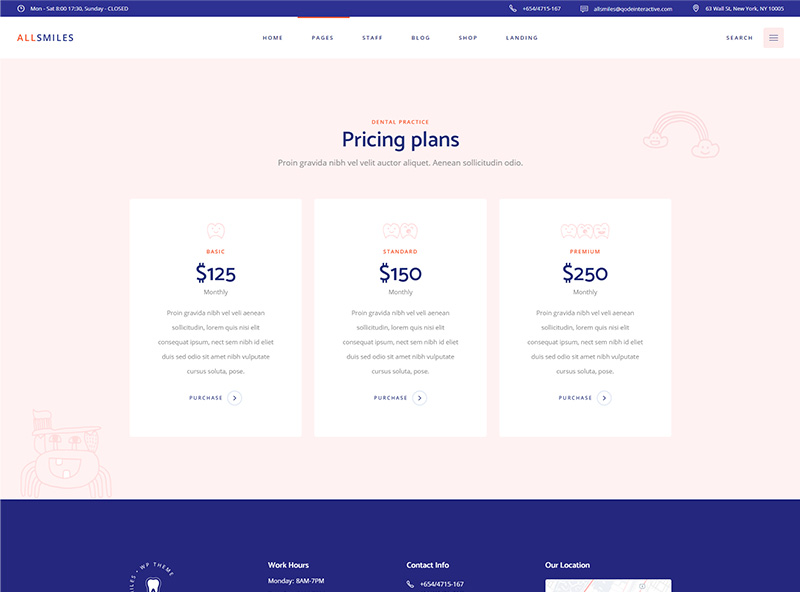 Mon - Sat 8:00 17:30, Sunday - CLOSED
+654/4715-167
allsmiles@qodeinteractive.com
63 Wall St, New York, NY 10005
ALLSMILES
HOME PAGES STAFF BLOG SHOP LANDING
SEARCH
DENTAL PRACTICE
Pricing plans
Proin gravida nibh vel velit auctor aliquet. Aenean sollicitudin odio.
BASIC
$125
Monthly
Proin gravida nibh vel veli aenean
sollicitudin, lorem quis nisi elit
consequat ipsum, nect sem nibh id eliet
duis sed odio sit amet nibh vulputate
cursus soluta, pose.
PURCHASE
STANDARD
$150
Monthly
Proin gravida nibh vel veli aenean
sollicitudin, lorem quis nisi elit
consequat ipsum, nect sem nibh id eliet
duis sed odio sit amet nibh vulputate
cursus soluta, pose.
PURCHASE
PREMIUM
$250
Monthly
Proin gravida nibh vel veli aenean
sollicitudin, lorem quis nisi elit
consequat ipsum, nect sem nibh id eliet
duis sed odio sit amet nibh vulputate
cursus soluta, pose.
PURCHASE
• WP THEME
Work Hours
Monday: 8AM-7PM
Contact Info
+654/4715-167
Our Location